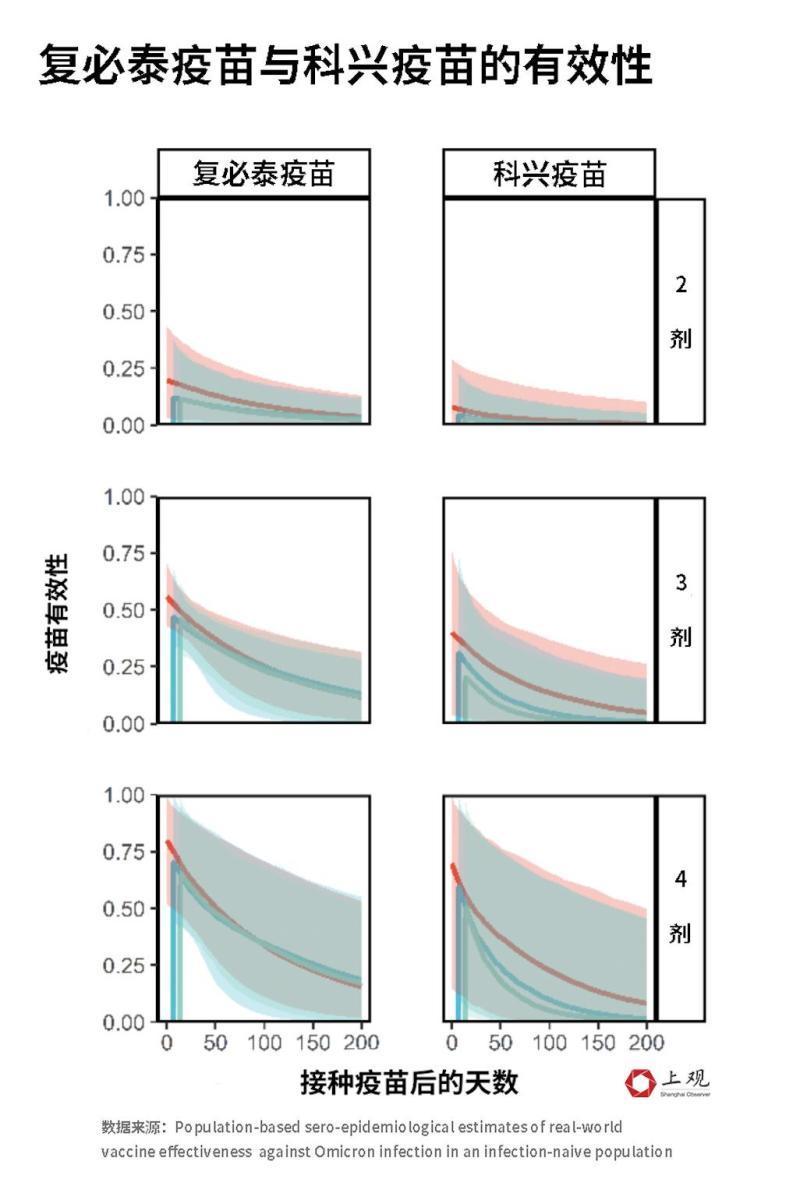 复必泰疫苗与科兴疫苗的有效性
复必泰疫苗
科兴疫苗
1.00
0.75
0.50
0.25
0.00
2
剂
疫苗有效性
1.00
0.75
0.50
0.25
0.00
3
剂
1.00
0.75
0.50
0.25
0.00
4
剂
0 50 100 150 200
0 50 100 150 200
接种疫苗后的天数
上观
Shanghai Observer
数据来源：Population-based sero-epidemiological estimates of real-world
vaccine effectiveness against Omicron infection in an infection-naive population